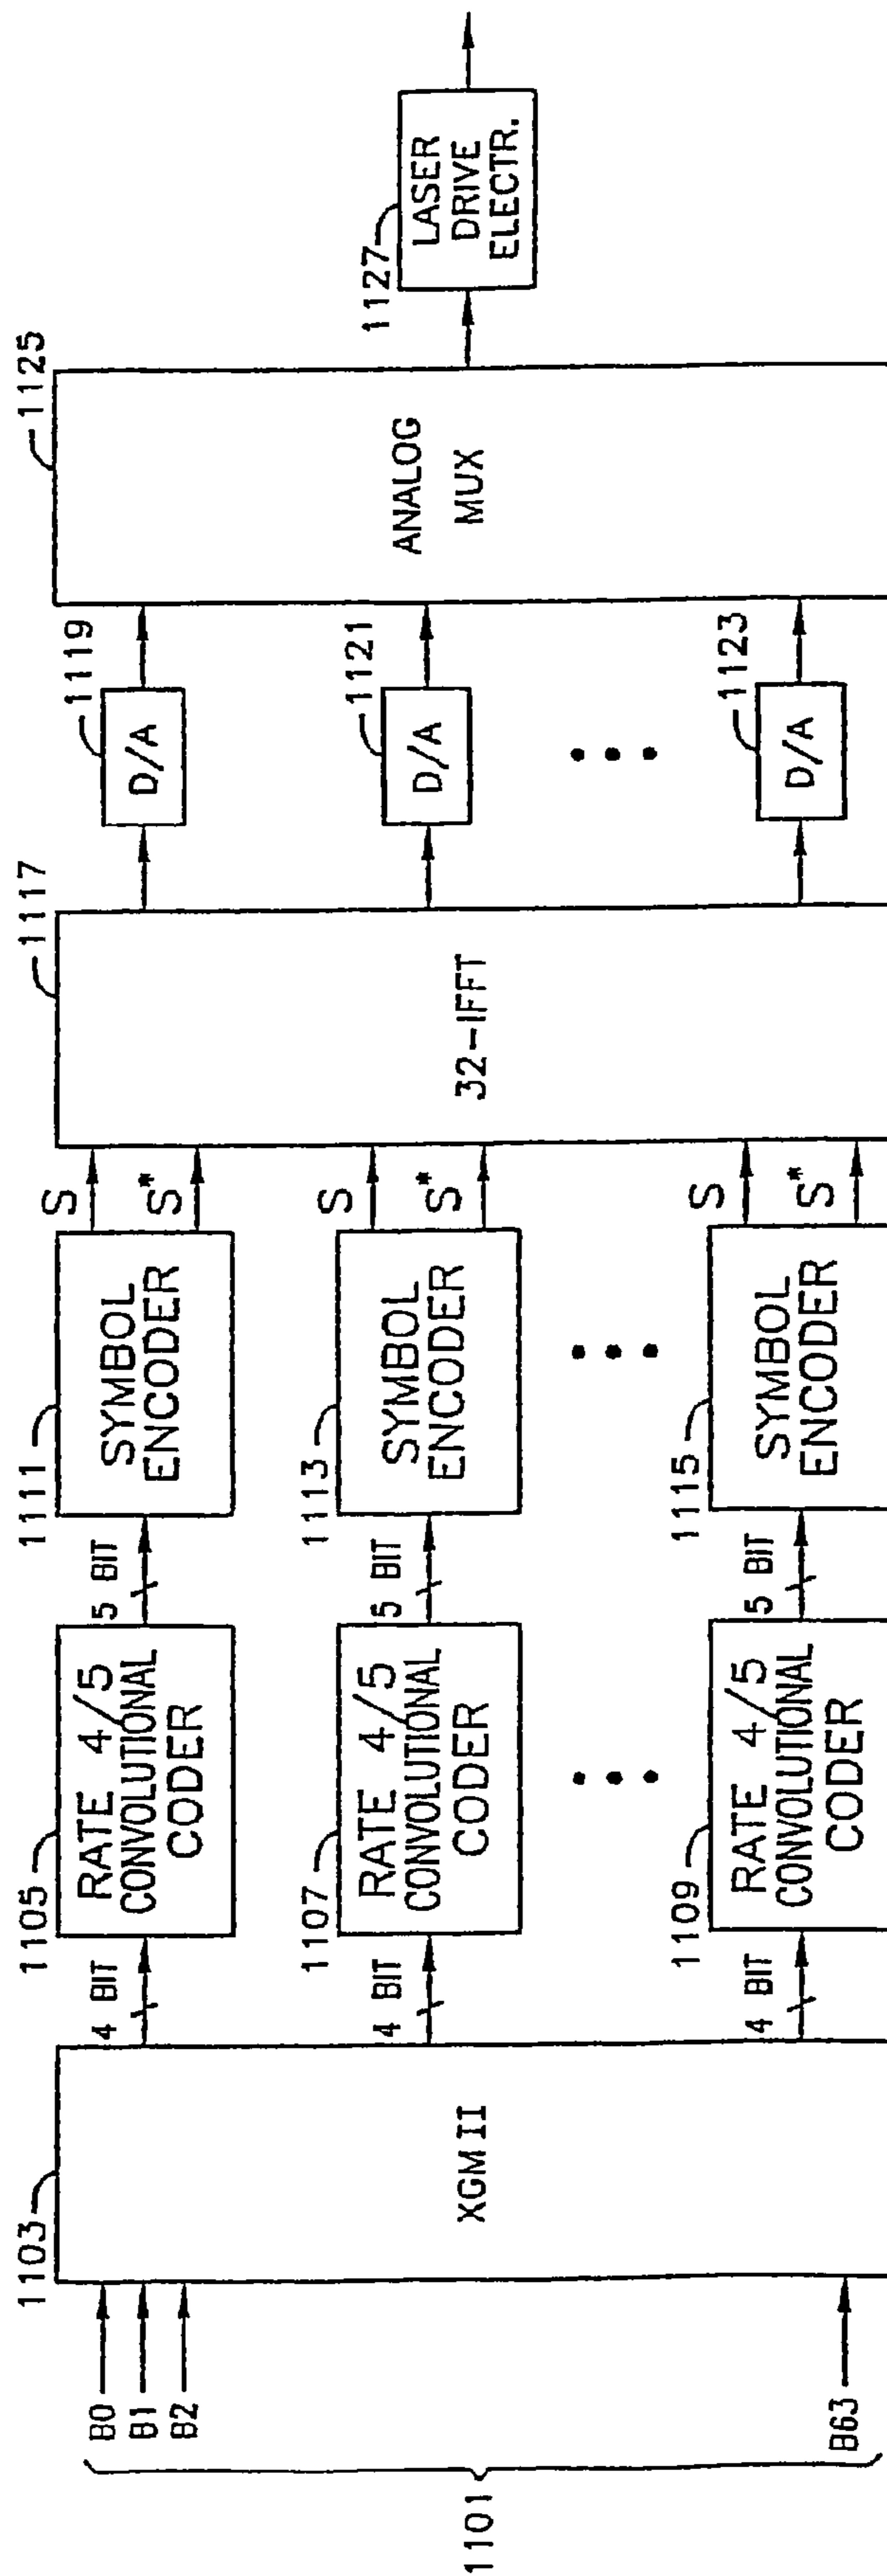 1101
B0
B1
B2
B63
1103
XGMII
4 BIT
4 BIT
4 BIT
1105
RATE 4/5
CONVOLUTIONAL
CODER
1107
RATE 4/5
CONVOLUTIONAL
CODER
1109
RATE 4/5
CONVOLUTIONAL
CODER
5 BIT
5 BIT
5 BIT
1111
SYMBOL
ENCODER
1113
SYMBOL
ENCODER
1115
SYMBOL
ENCODER
S
S*
S
S*
S
S*
1117
32-IFFT
1119
D/A
1121
D/A
1123
D/A
1125
ANALOG
MUX
1127
LASER
DRIVE
ELECTR.